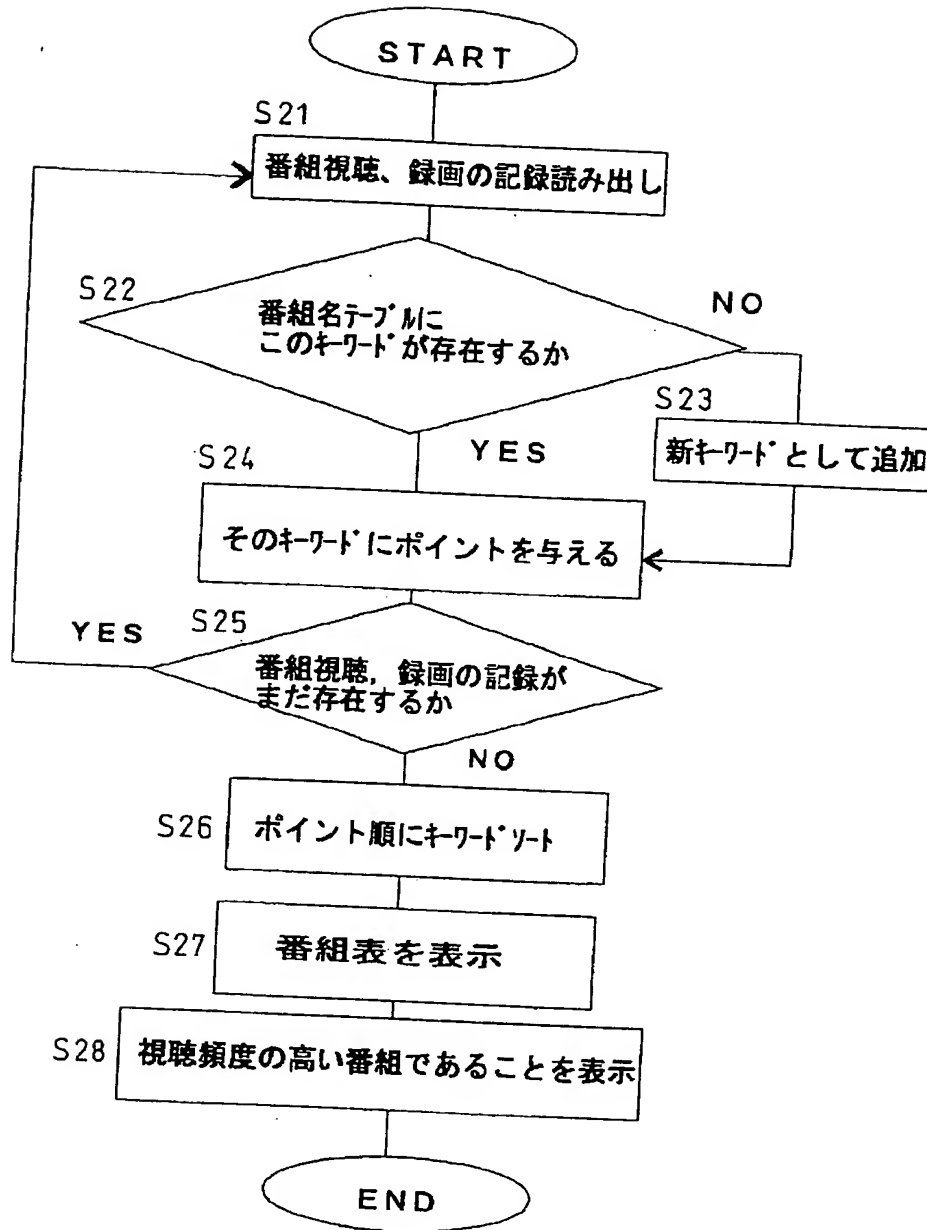 START
S21
番組視聴、録画の記録読み出し
S22
番組名ﾃｰﾌﾞﾙに
このｷｰﾜｰﾄﾞが存在するか
NO
S23
新ｷｰﾜｰﾄﾞとして追加
YES
S24
そのｷｰﾜｰﾄﾞにポイントを与える
S25
YES
番組視聴，録画の記録が
まだ存在するか
NO
S26
ポイント順にｷｰﾜｰﾄﾞｿｰﾄ
S27
番組表を表示
S28
視聴頻度の高い番組であることを表示
END